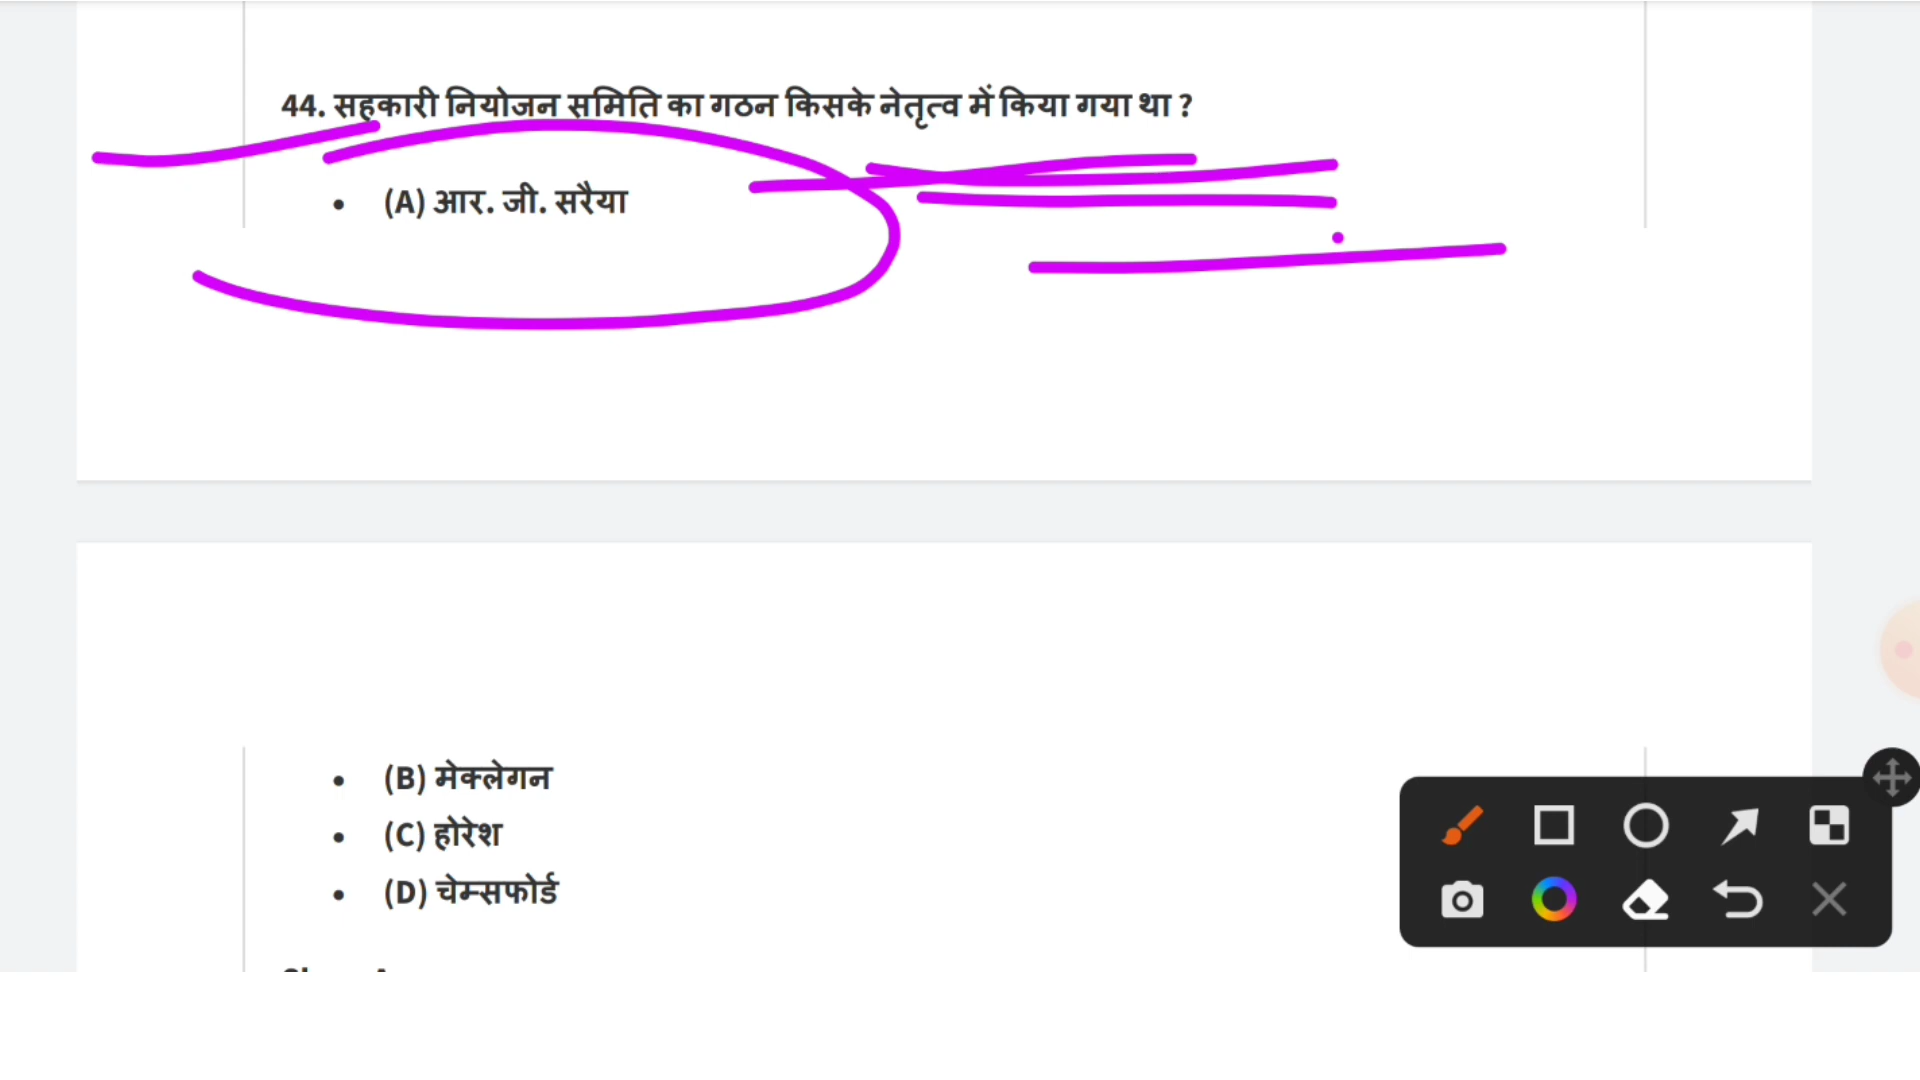 44. सहकारी नियोजन समिति का गठन किसके नेतृत्व में किया गया था ?
• (A) आर. जी. सरैया
• (B) मेक्लेगन
• (C) होरेश
• (D) चेम्सफोर्ड